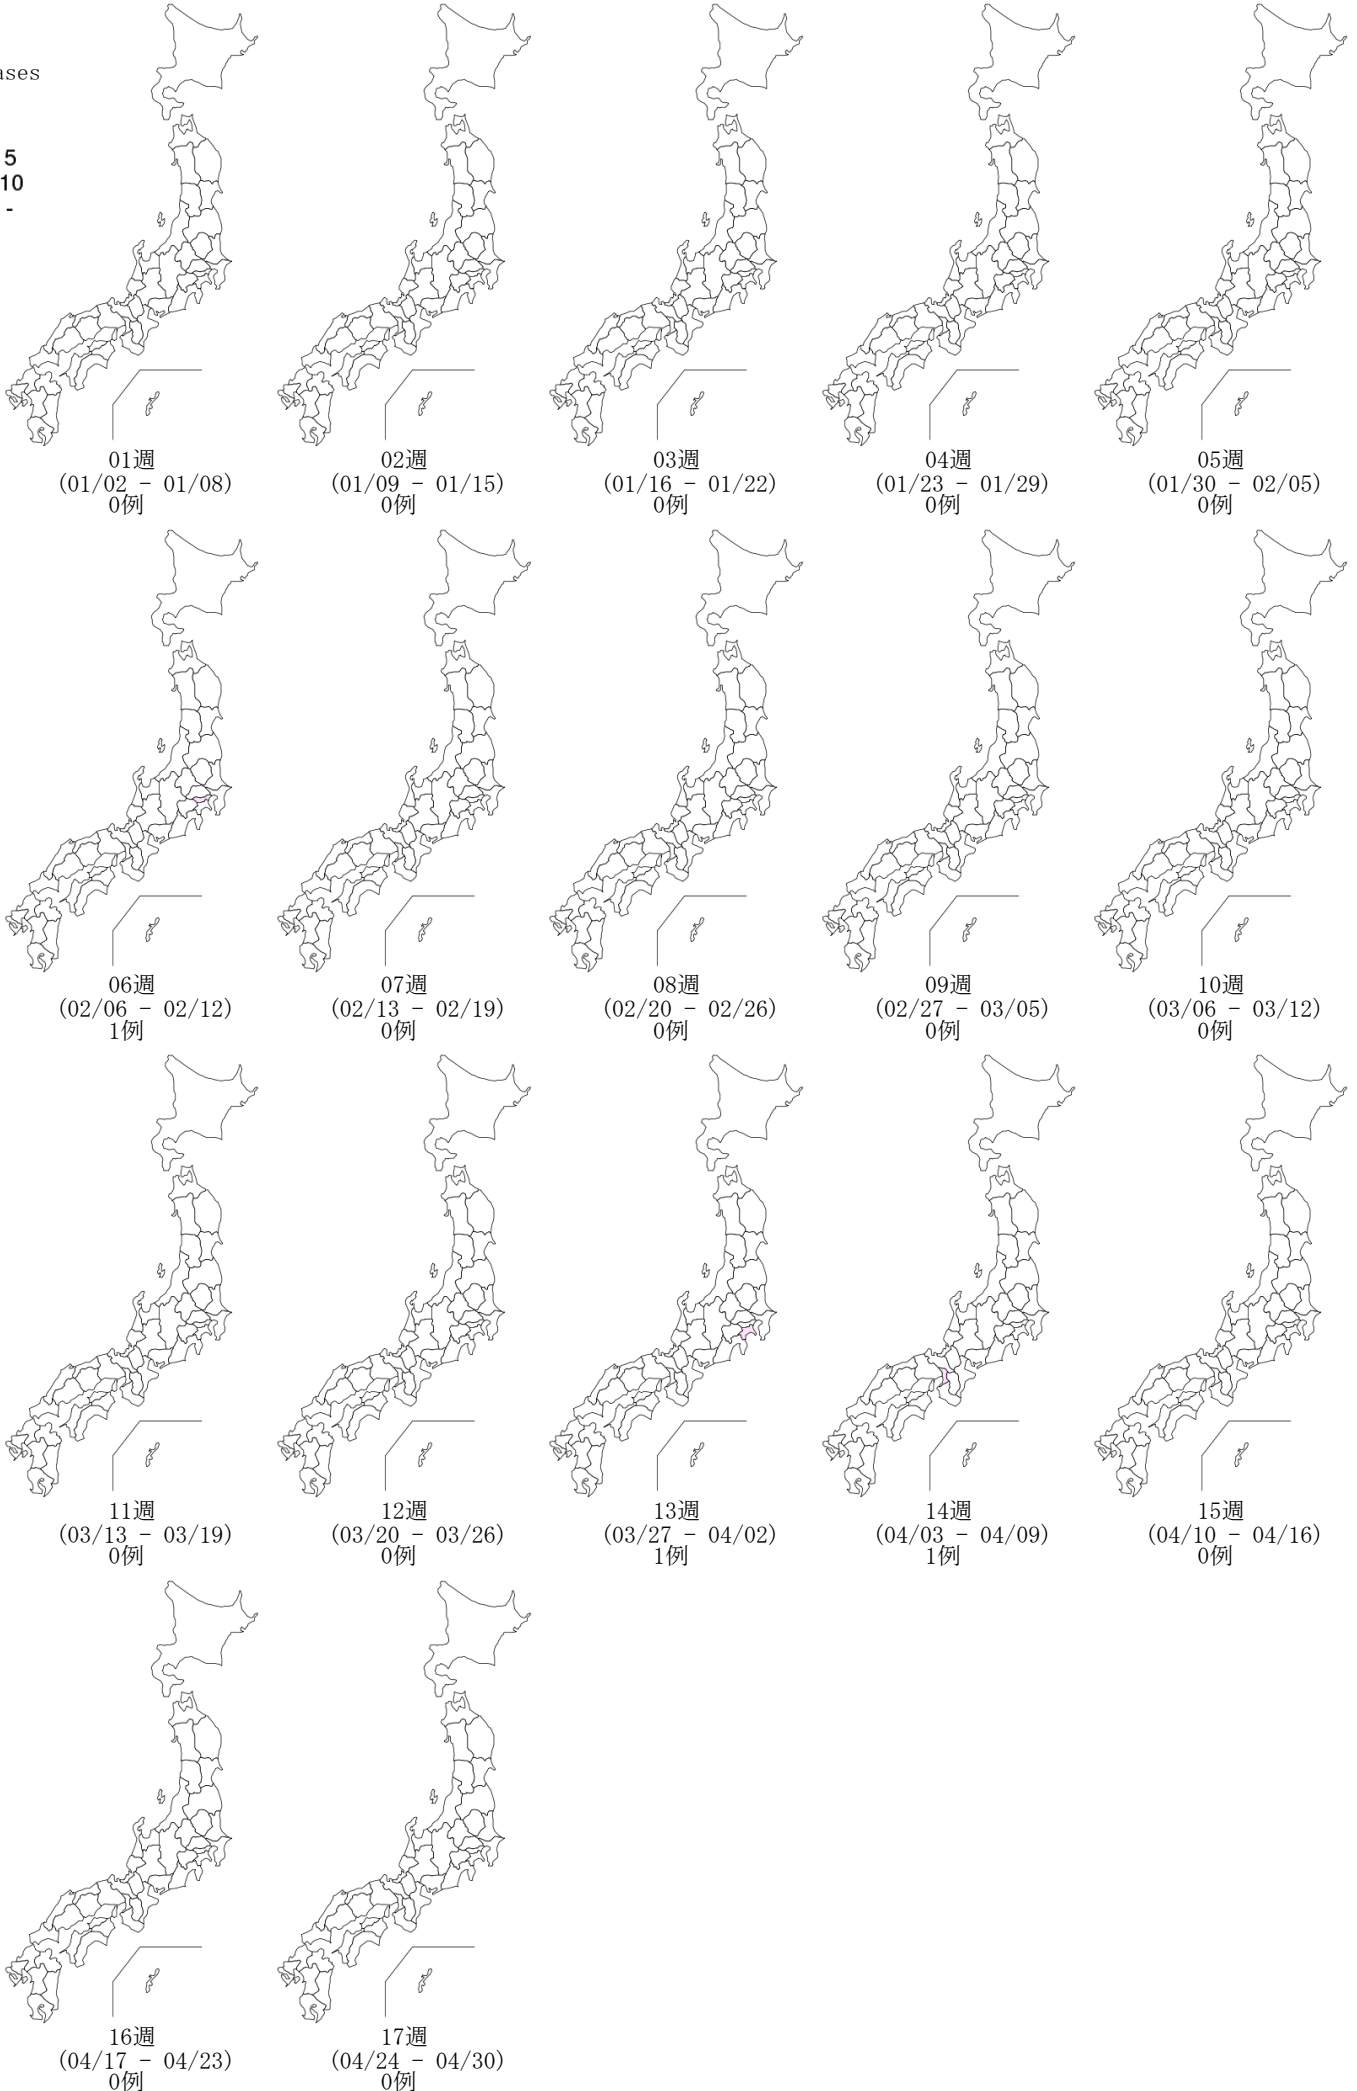 ases
5
10
-
01週
(01/02 - 01/08)
0例
02週
(01/09 - 01/15)
0例
03週
(01/16 - 01/22)
0例
04週
(01/23 - 01/29)
0例
05週
(01/30 - 02/05)
0例
06週
(02/06 - 02/12)
1例
07週
(02/13 - 02/19)
0例
08週
(02/20 - 02/26)
0例
09週
(02/27 - 03/05)
0例
10週
(03/06 - 03/12)
0例
11週
(03/13 - 03/19)
0例
12週
(03/20 - 03/26)
0例
13週
(03/27 - 04/02)
1例
14週
(04/03 - 04/09)
1例
15週
(04/10 - 04/16)
0例
16週
(04/17 - 04/23)
0例
17週
(04/24 - 04/30)
0例